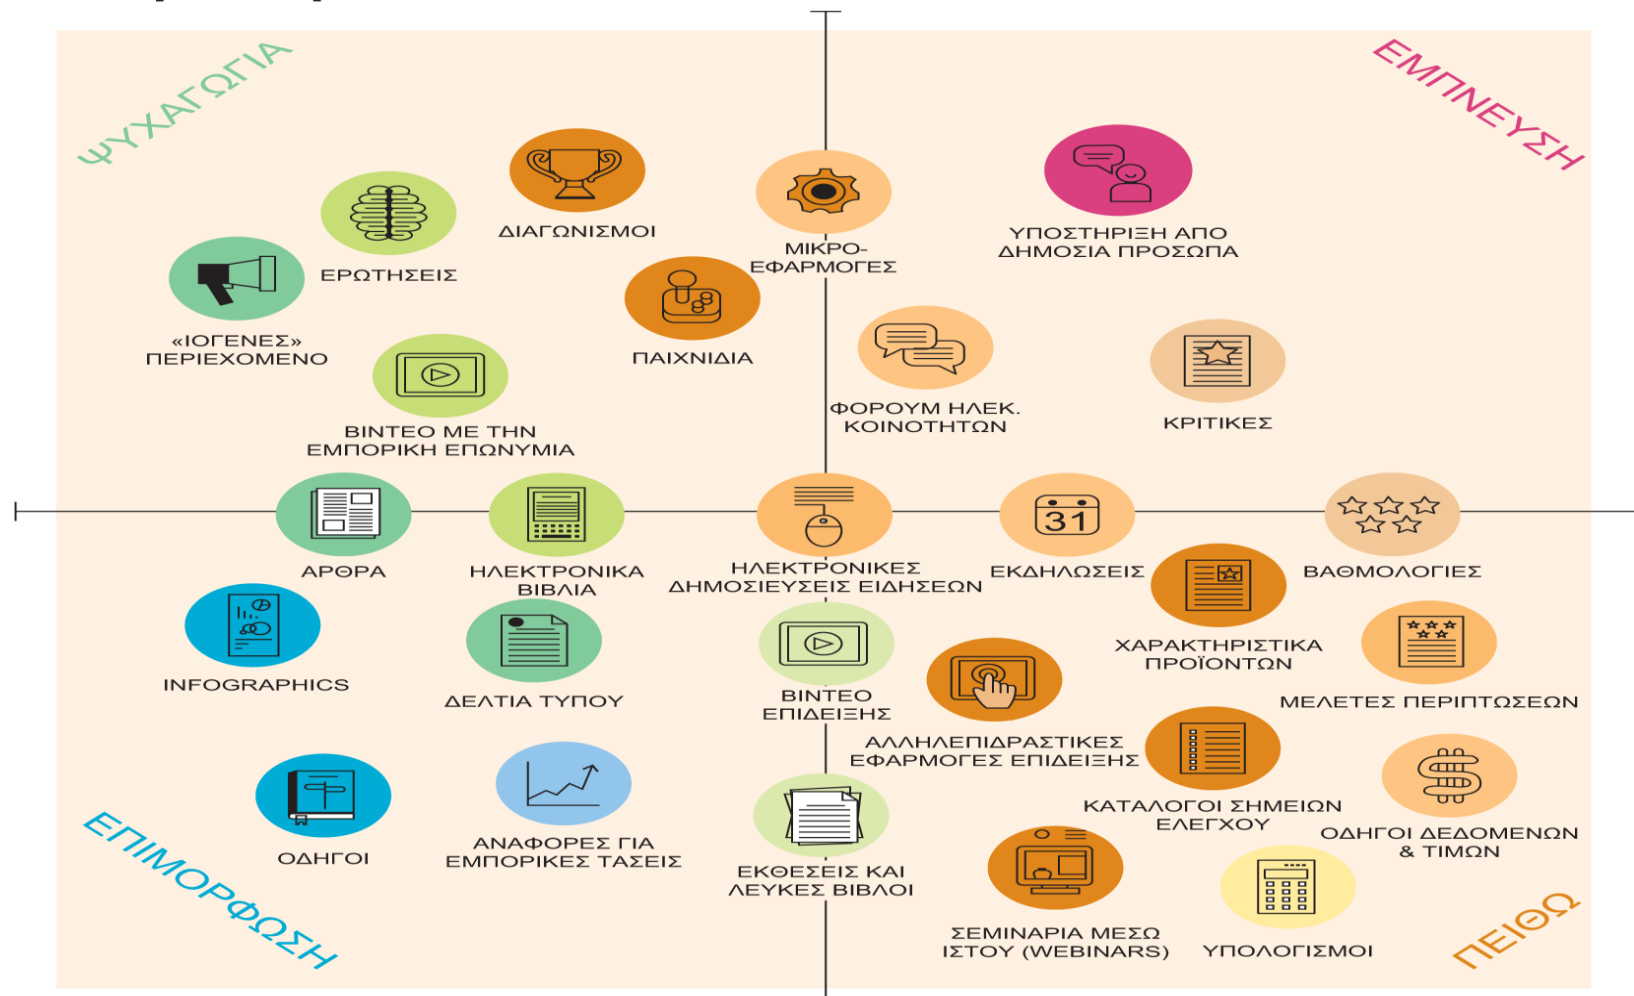 ΨΥΧΑΓΩΓΙΑ
ΕΜΠΝΕΥΣΗ
ΔΙΑΓΩΝΙΣΜΟΙ
ΕΡΩΤΗΣΕΙΣ
ΜΙΚΡΟ-
ΕΦΑΡΜΟΓΕΣ
ΥΠΟΣΤΗΡΙΞΗ ΑΠΟ
ΔΗΜΟΣΙΑ ΠΡΟΣΩΠΑ
«ΙΟΓΕΝΕΣ»
ΠΕΡΙΕΧΟΜΕΝΟ
ΠΑΙΧΝΙΔΙΑ
ΒΙΝΤΕΟ ΜΕ ΤΗΝ
ΕΜΠΟΡΙΚΗ ΕΠΩΝΥΜΙΑ
ΦΟΡΟΥΜ ΗΛΕΚ.
ΚΟΙΝΟΤΗΤΩΝ
ΚΡΙΤΙΚΕΣ
31
ΑΡΘΡΑ
ΗΛΕΚΤΡΟΝΙΚΑ
ΒΙΒΛΙΑ
ΗΛΕΚΤΡΟΝΙΚΕΣ
ΔΗΜΟΣΙΕΥΣΕΙΣ ΕΙΔΗΣΕΩΝ
ΕΚΔΗΛΩΣΕΙΣ
ΒΑΘΜΟΛΟΓΙΕΣ
INFOGRAPHICS
ΔΕΛΤΙΑ ΤΥΠΟΥ
ΒΙΝΤΕΟ
ΕΠΙΔΕΙΞΗΣ
ΧΑΡΑΚΤΗΡΙΣΤΙΚΑ
ΠΡΟΪΟΝΤΩΝ
ΜΕΛΕΤΕΣ ΠΕΡΙΠΤΩΣΕΩΝ
ΑΛΛΗΛΕΠΙΔΡΑΣΤΙΚΕΣ
ΕΦΑΡΜΟΓΕΣ ΕΠΙΔΕΙΞΗΣ
ΚΑΤΑΛΟΓΟΙ ΣΗΜΕΙΩΝ
ΕΛΕΓΧΟΥ
ΟΔΗΓΟΙ ΔΕΔΟΜΕΝΩΝ
& ΤΙΜΩΝ
ΟΔΗΓΟΙ
ΑΝΑΦΟΡΕΣ ΓΙΑ
ΕΜΠΟΡΙΚΕΣ ΤΑΣΕΙΣ
ΕΚΘΕΣΕΙΣ ΚΑΙ
ΛΕΥΚΕΣ ΒΙΒΛΟΙ
ΣΕΜΙΝΑΡΙΑ ΜΕΣΩ
ΙΣΤΟΥ (WEBINARS)
ΥΠΟΛΟΓΙΣΜΟΙ
ΕΠΙΜΟΡΦΩΣΗ
ΠΕΙΘΩ